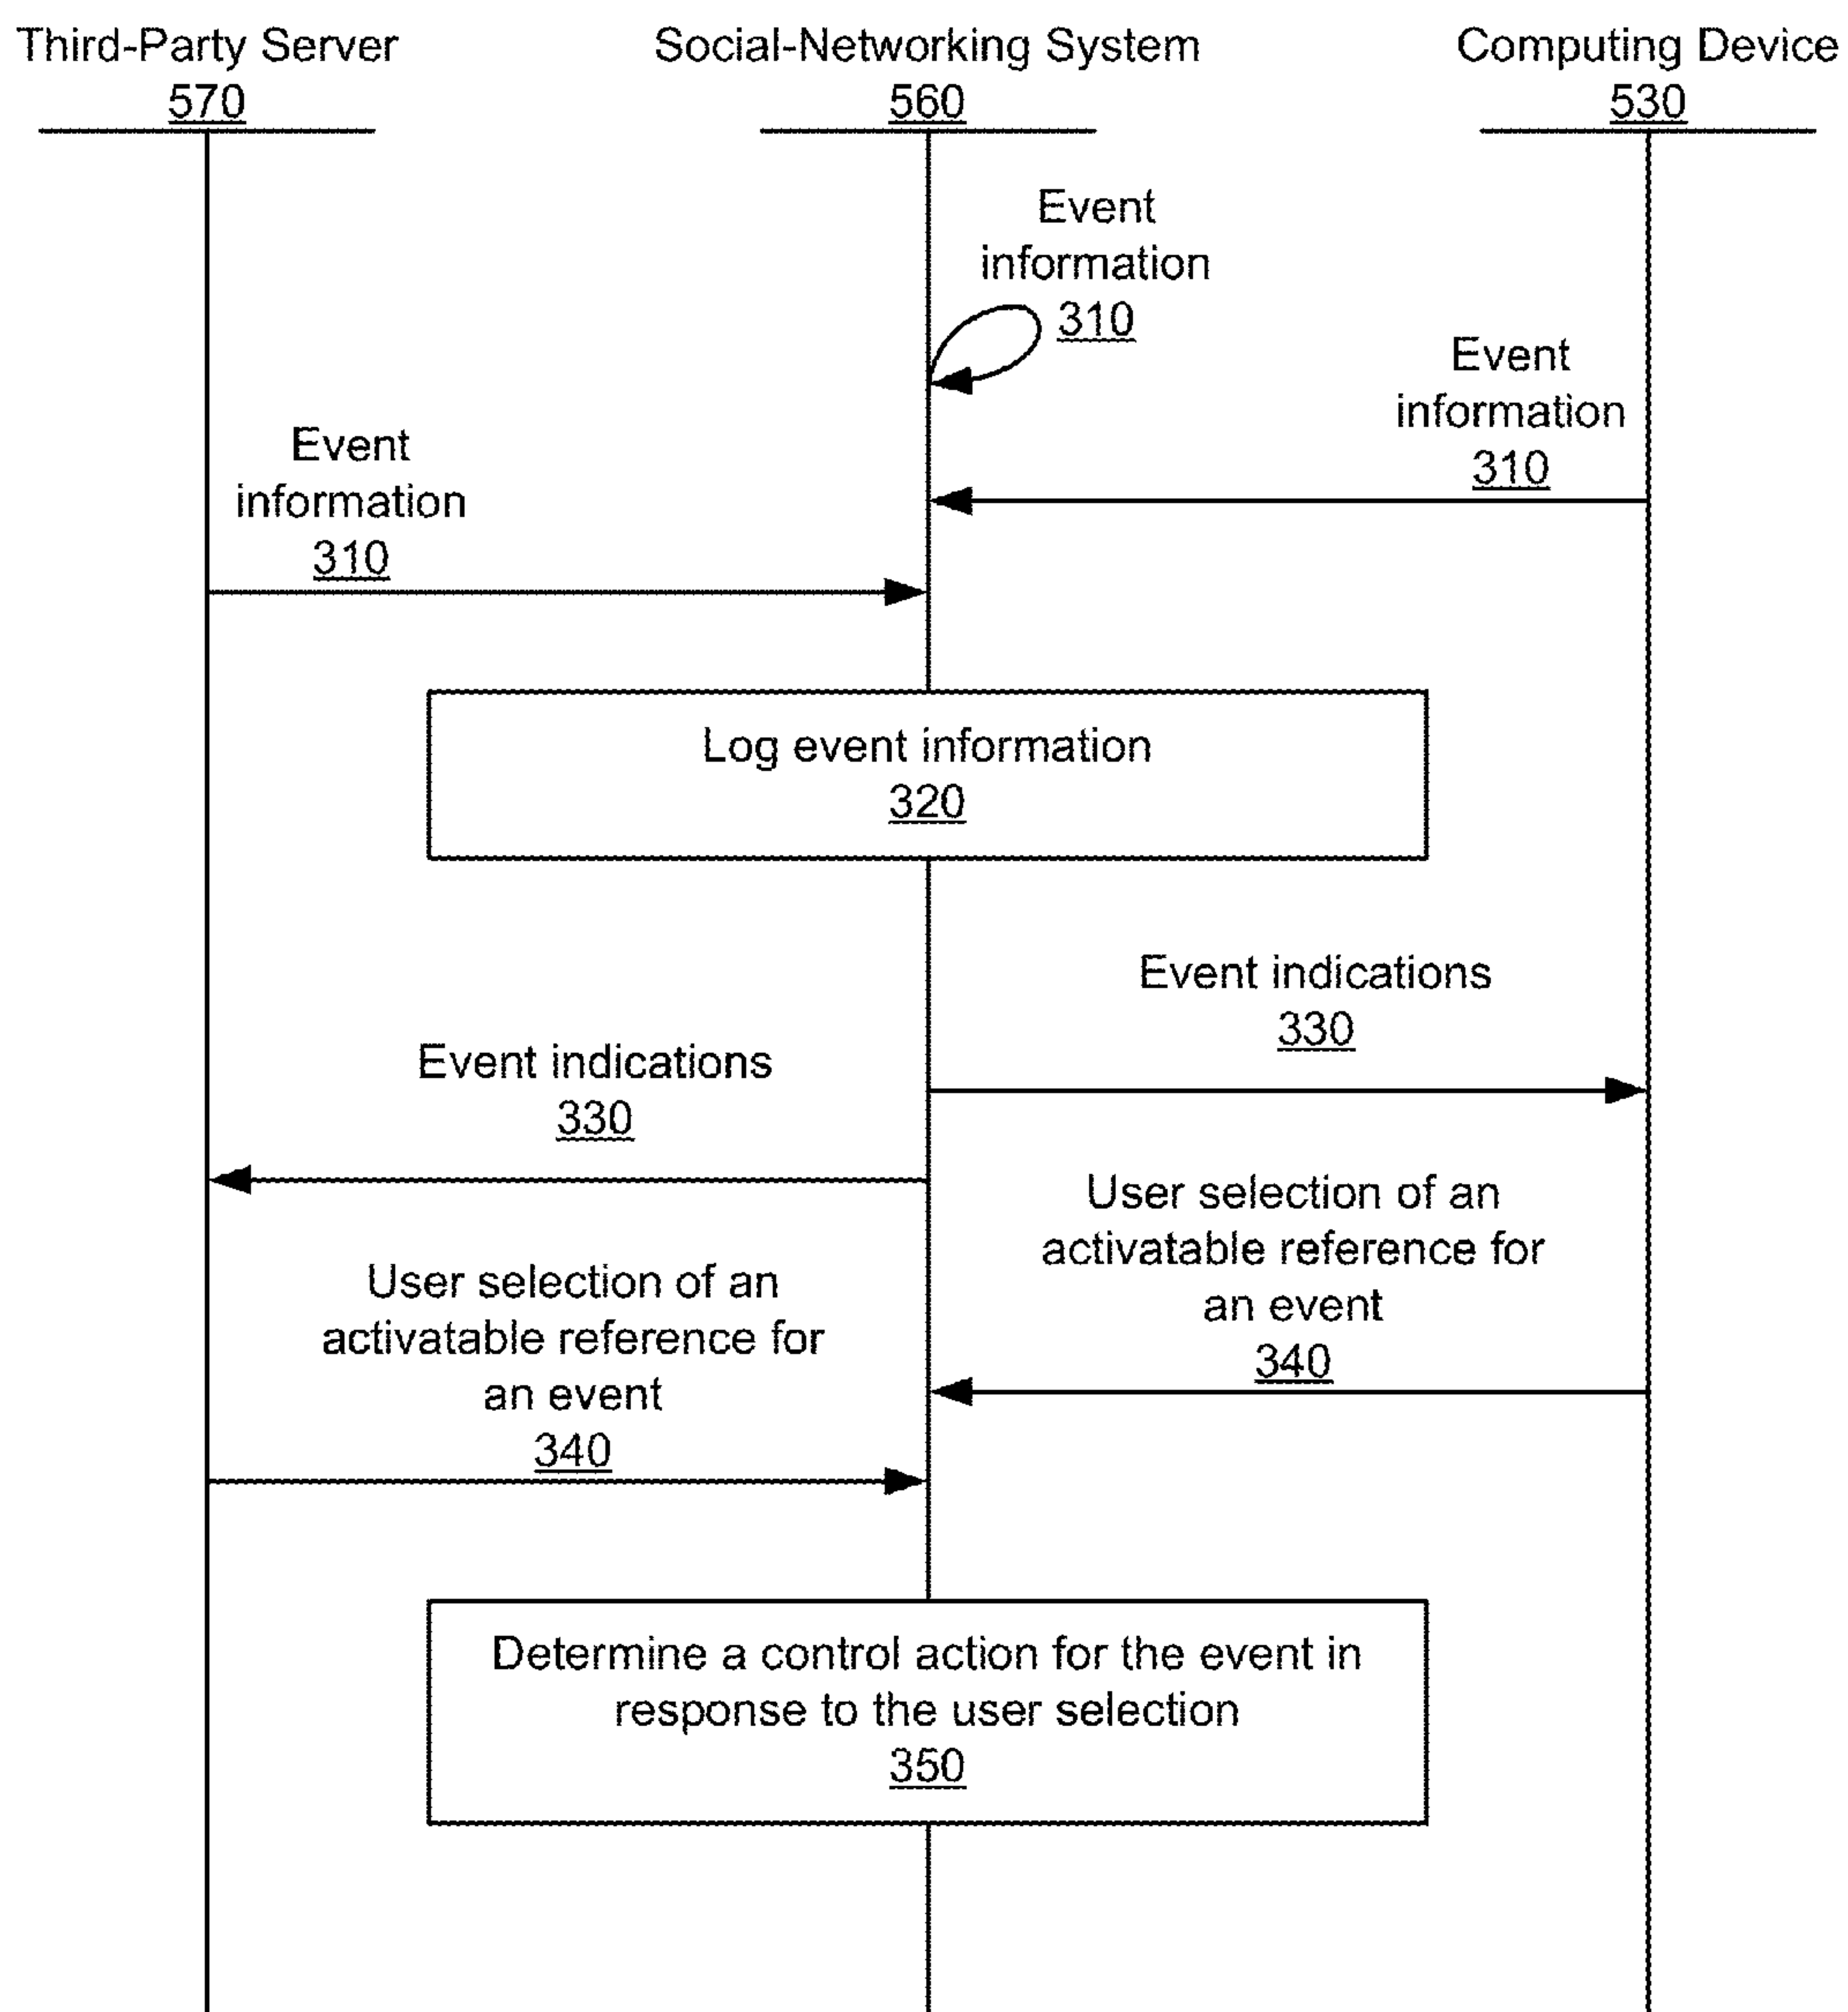 Third-Party Server
570
Social-Networking System
560
Computing Device
530
Event
information
310
Event
information
310
Event
information
310
Log event information
320
Event indications
330
Event indications
330
User selection of an
activatable reference for
an event
340
User selection of an
activatable reference for
an event
340
Determine a control action for the event in
response to the user selection
350